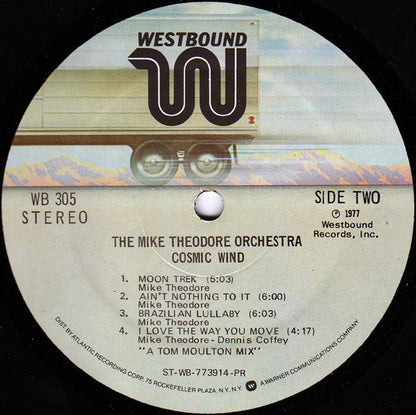 WESTBOUND
W
WB 305
STEREO
SIDE TWO
℗ 1977
Westbound
Records, Inc.
THE MIKE THEODORE ORCHESTRA
COSMIC WIND
1. MOON TREK (5:03)
Mike Theodore
2. AIN'T NOTHING TO IT (6:00)
Mike Theodore
3. BRAZILIAN LULLABY (6:03)
Mike Theodore
4. I LOVE THE WAY YOU MOVE (4:17)
Mike Theodore - Dennis Coffey
"A TOM MOULTON MIX"
ST-WB-773914-PR
DIST. BY ATLANTIC RECORDING CORP. 75 ROCKEFELLER PLAZA, N.Y. N.Y. W A WARNER COMMUNICATIONS COMPANY